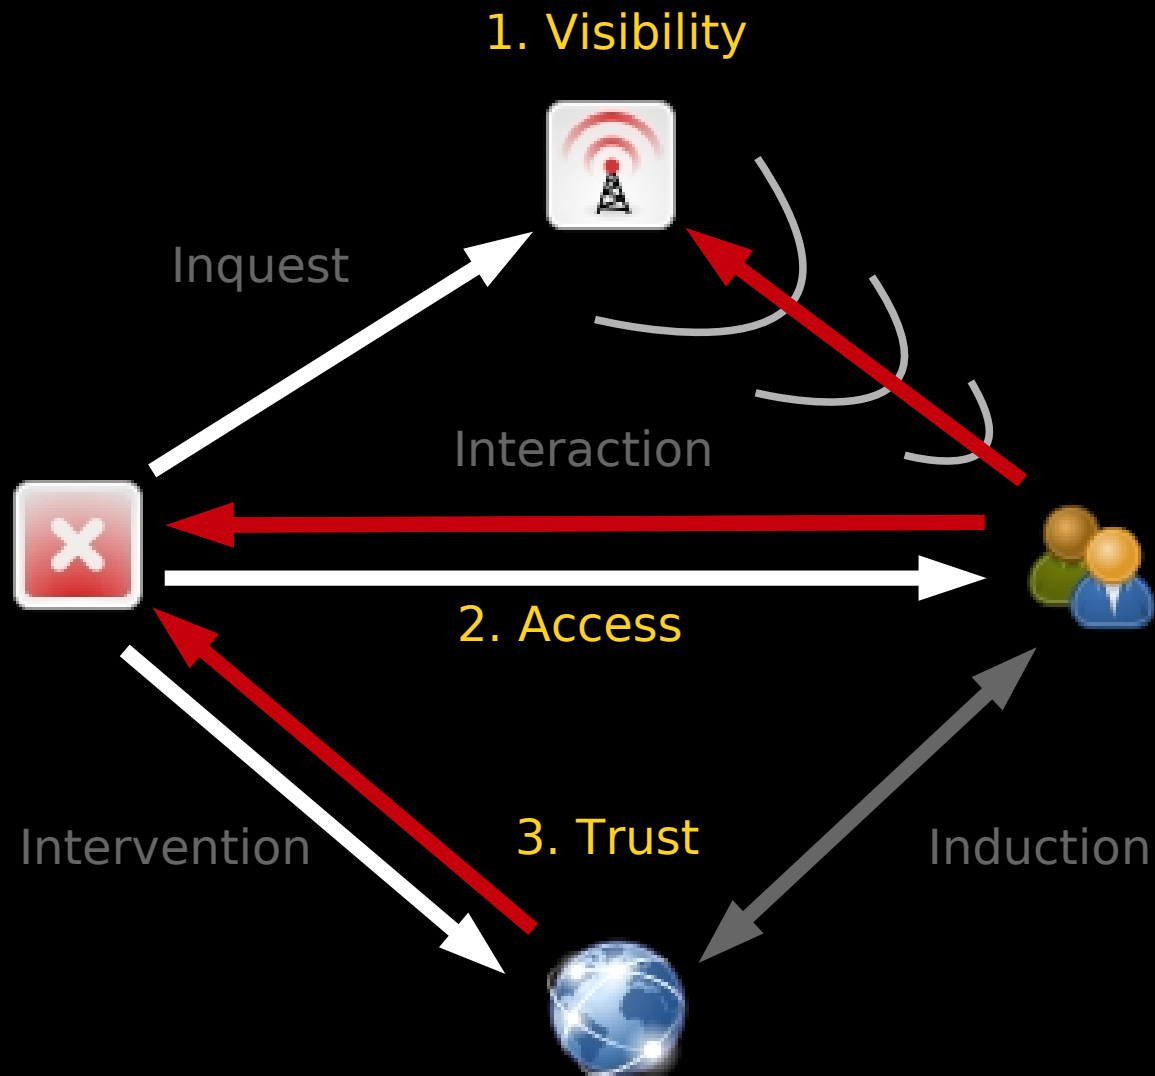 1. Visibility
Inquest
Interaction
2. Access
3. Trust
Intervention
Induction